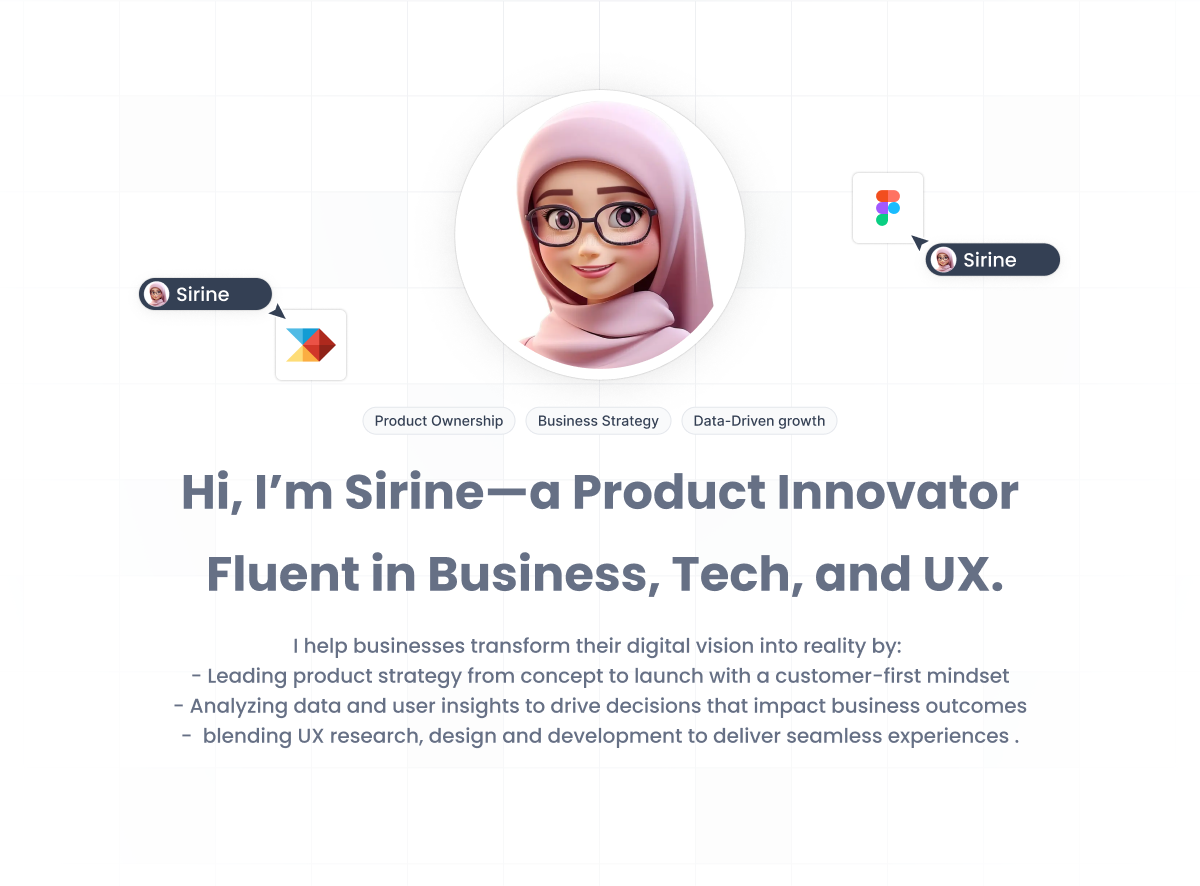 Sirine
Sirine
Product Ownership
Business Strategy
Data-Driven growth
Hi, I’m Sirine—a Product Innovator
Fluent in Business, Tech, and UX.
I help businesses transform their digital vision into reality by:
- Leading product strategy from concept to launch with a customer-first mindset
- Analyzing data and user insights to drive decisions that impact business outcomes
-  blending UX research, design and development to deliver seamless experiences .